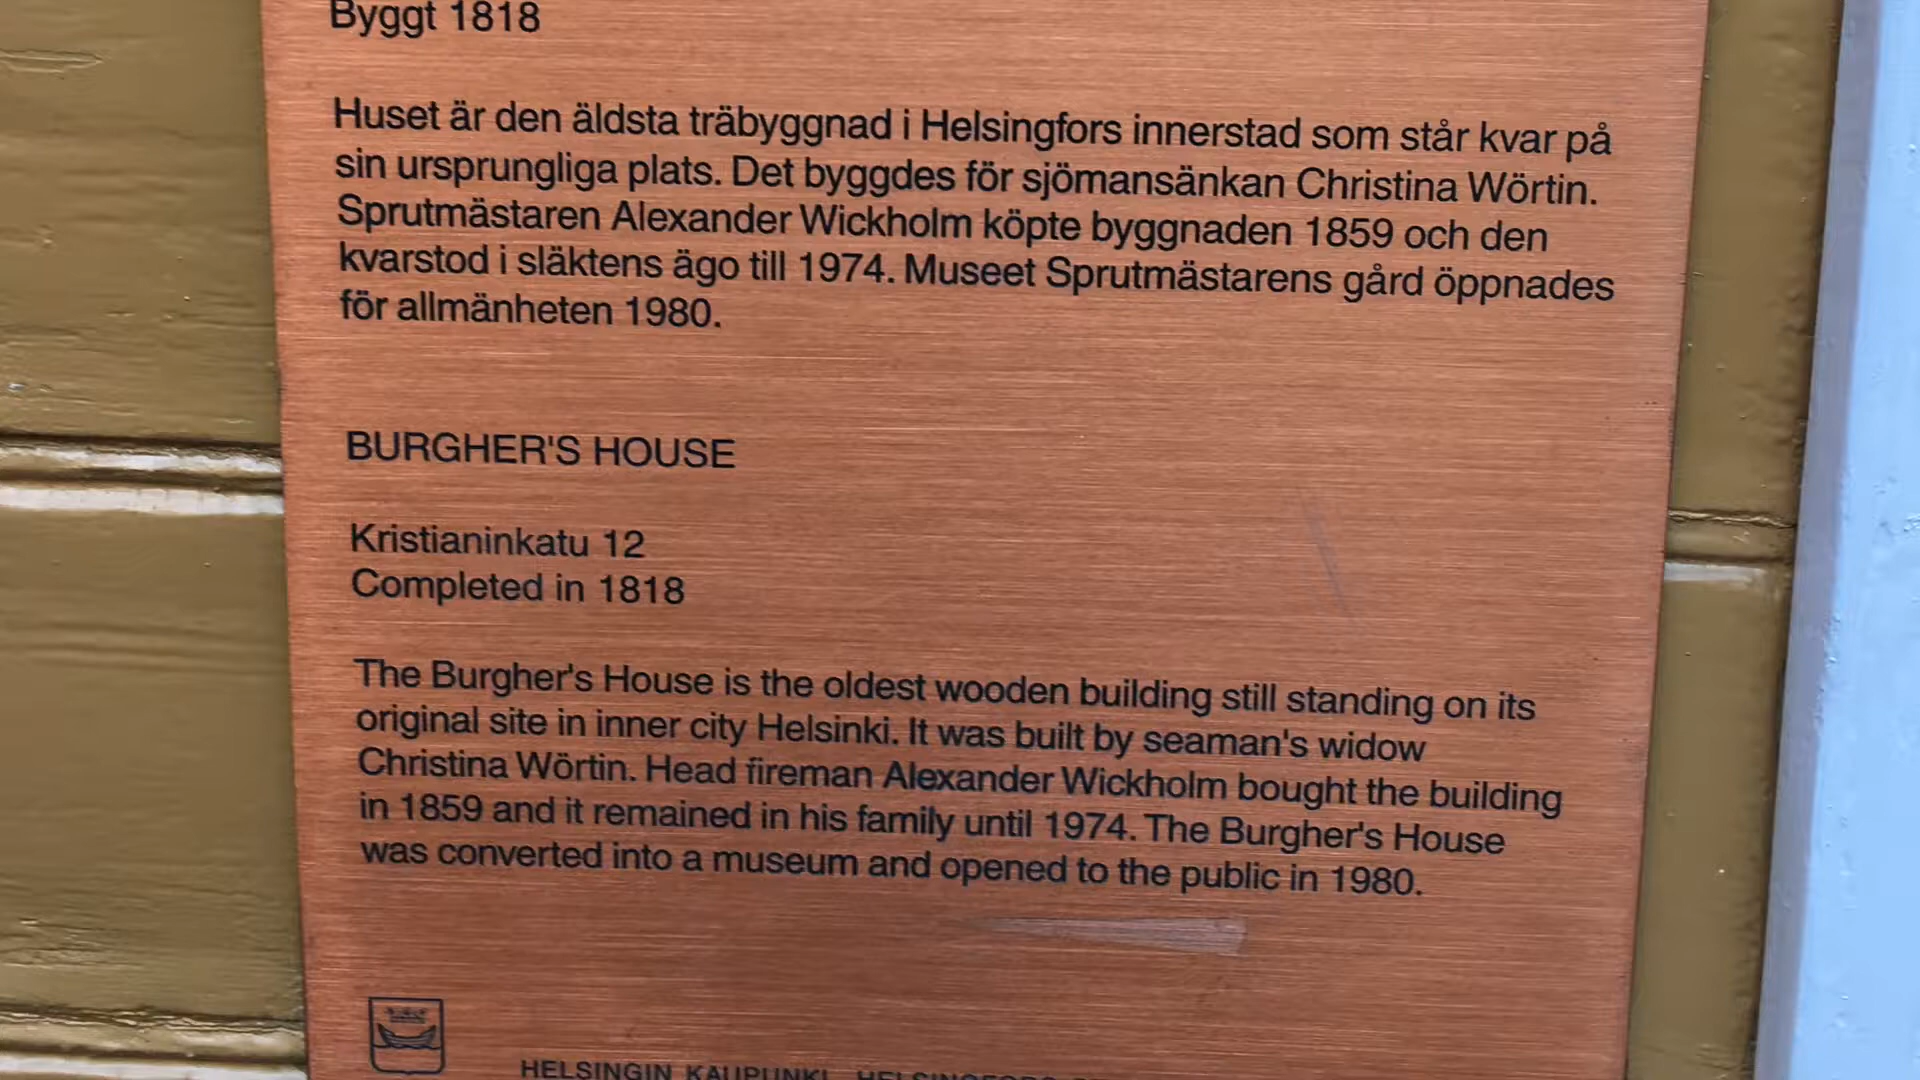 Byggt 1818
Huset är den äldsta träbyggnad i Helsingfors innerstad som står kvar på
sin ursprungliga plats. Det byggdes för sjömansänkan Christina Wörtin.
Sprutmästaren Alexander Wickholm köpte byggnaden 1859 och den
kvarstod i släktens ägo till 1974. Museet Sprutmästarens gård öppnades
för allmänheten 1980.
BURGHER'S HOUSE
Kristianinkatu 12
Completed in 1818
The Burgher's House is the oldest wooden building still standing on its
original site in inner city Helsinki. It was built by seaman's widow
Christina Wörtin. Head fireman Alexander Wickholm bought the building
in 1859 and it remained in his family until 1974. The Burgher's House
was converted into a museum and opened to the public in 1980.
HELSINGIN KAUPUNKI HELSINGFORS